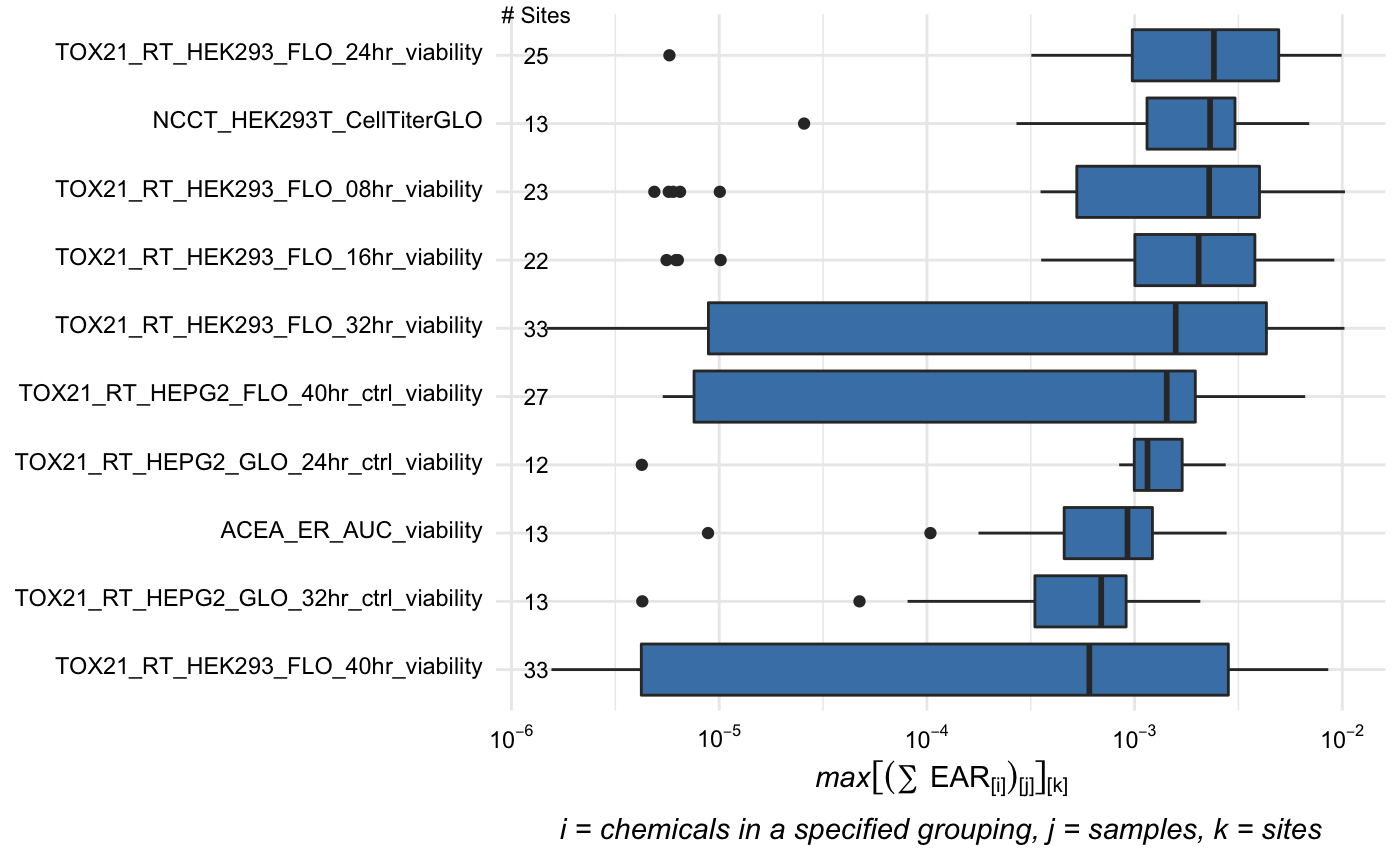 # Sites
TOX21_RT_HEK293_FLO_24hr_viability 25
NCCT_HEK293T_CellTiterGLO 13
TOX21_RT_HEK293_FLO_08hr_viability 23
TOX21_RT_HEK293_FLO_16hr_viability 22
TOX21_RT_HEK293_FLO_32hr_viability 33
TOX21_RT_HEPG2_FLO_40hr_ctrl_viability 27
TOX21_RT_HEPG2_GLO_24hr_ctrl_viability 12
ACEA_ER_AUC_viability 13
TOX21_RT_HEPG2_GLO_32hr_ctrl_viability 13
TOX21_RT_HEK293_FLO_40hr_viability 33
10⁻⁶ 10⁻⁵ 10⁻⁴ 10⁻³ 10⁻²
max[(∑ EAR[i])[j]][k]
i = chemicals in a specified grouping, j = samples, k = sites